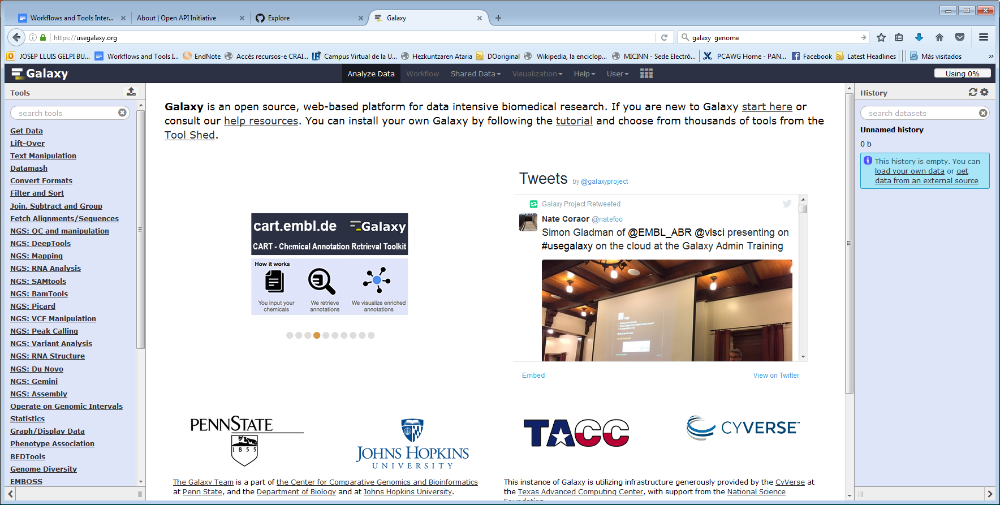 Workflows and Tools Inter...
About | Open API Initiative
Explore
Galaxy
https://usegalaxy.org
galaxy genome
JOSEP LLUIS GELPI BU...
Workflows and Tools I...
EndNote
Accés recursos-e CRAI...
Campus Virtual de la U...
Hezkuntzaren Ataria
DOoriginal
Wikipedia, la enciclop...
MICINN - Sede Electró...
PCAWG Home - PAN...
Facebook
Latest Headlines
Más visitados
Galaxy
Analyze Data
Workflow
Shared Data
Visualization
Help
User
Using 0%
Tools
search tools
Get Data
Lift-Over
Text Manipulation
Datamash
Convert Formats
Filter and Sort
Join, Subtract and Group
Fetch Alignments/Sequences
NGS: QC and manipulation
NGS: DeepTools
NGS: Mapping
NGS: RNA Analysis
NGS: SAMtools
NGS: BamTools
NGS: Picard
NGS: VCF Manipulation
NGS: Peak Calling
NGS: Variant Analysis
NGS: RNA Structure
NGS: Du Novo
NGS: Gemini
NGS: Assembly
Operate on Genomic Intervals
Statistics
Graph/Display Data
Phenotype Association
BEDTools
Genome Diversity
EMBOSS
Galaxy is an open source, web-based platform for data intensive biomedical research. If you are new to Galaxy start here or
consult our help resources. You can install your own Galaxy by following the tutorial and choose from thousands of tools from the
Tool Shed.
cart.embl.de Galaxy
CART - Chemical Annotation Retrieval Toolkit
How it works
You input your
chemicals
We retrieve
annotations
We visualize enriched
annotations
Tweets by @galaxyproject
Galaxy Project Retweeted
Nate Coraor @natefoo
Simon Gladman of @EMBL_ABR @vlsci presenting on
#usegalaxy on the cloud at the Galaxy Admin Training
Embed
View on Twitter
PENNSTATE
1855
JOHNS HOPKINS
UNIVERSITY
TACC
CYVERSE™
The Galaxy Team is a part of the Center for Comparative Genomics and Bioinformatics
at Penn State, and the Department of Biology and at Johns Hopkins University.
This instance of Galaxy is utilizing infrastructure generously provided by the CyVerse at
the Texas Advanced Computing Center, with support from the National Science
History
search datasets
Unnamed history
0 b
This history is empty. You can
load your own data or get
data from an external source